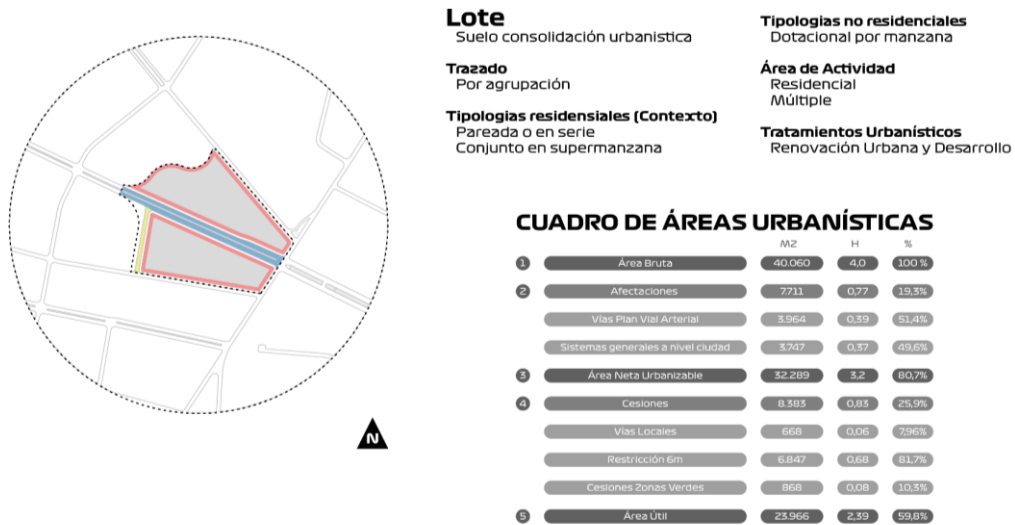 Lote
Suelo consolidación urbanistica
Trazado
Por agrupación
Tipologias residensiales (Contexto)
Pareada o en serie
Conjunto en supermanzana
Tipologias no residenciales
Dotacional por manzana
Área de Actividad
Residencial
Múltiple
Tratamientos Urbanísticos
Renovación Urbana y Desarrollo
N
CUADRO DE ÁREAS URBANÍSTICAS
M2 H %
1 Área Bruta 40.060 4,0 100 %
2 Afectaciones 7.711 0,77 19,3%
Vías Plan Vial Arterial 3.964 0,39 51,4%
Sistemas generales a nivel ciudad 3.747 0,37 49,6%
3 Área Neta Urbanizable 32.289 3,2 80,7%
4 Cesiones 8.383 0,83 25,9%
Vías Locales 668 0,06 7,96%
Restricción 6m 6.847 0,68 81,7%
Cesiones Zonas Verdes 868 0,08 10,3%
5 Área Útil 23.966 2,39 59,8%